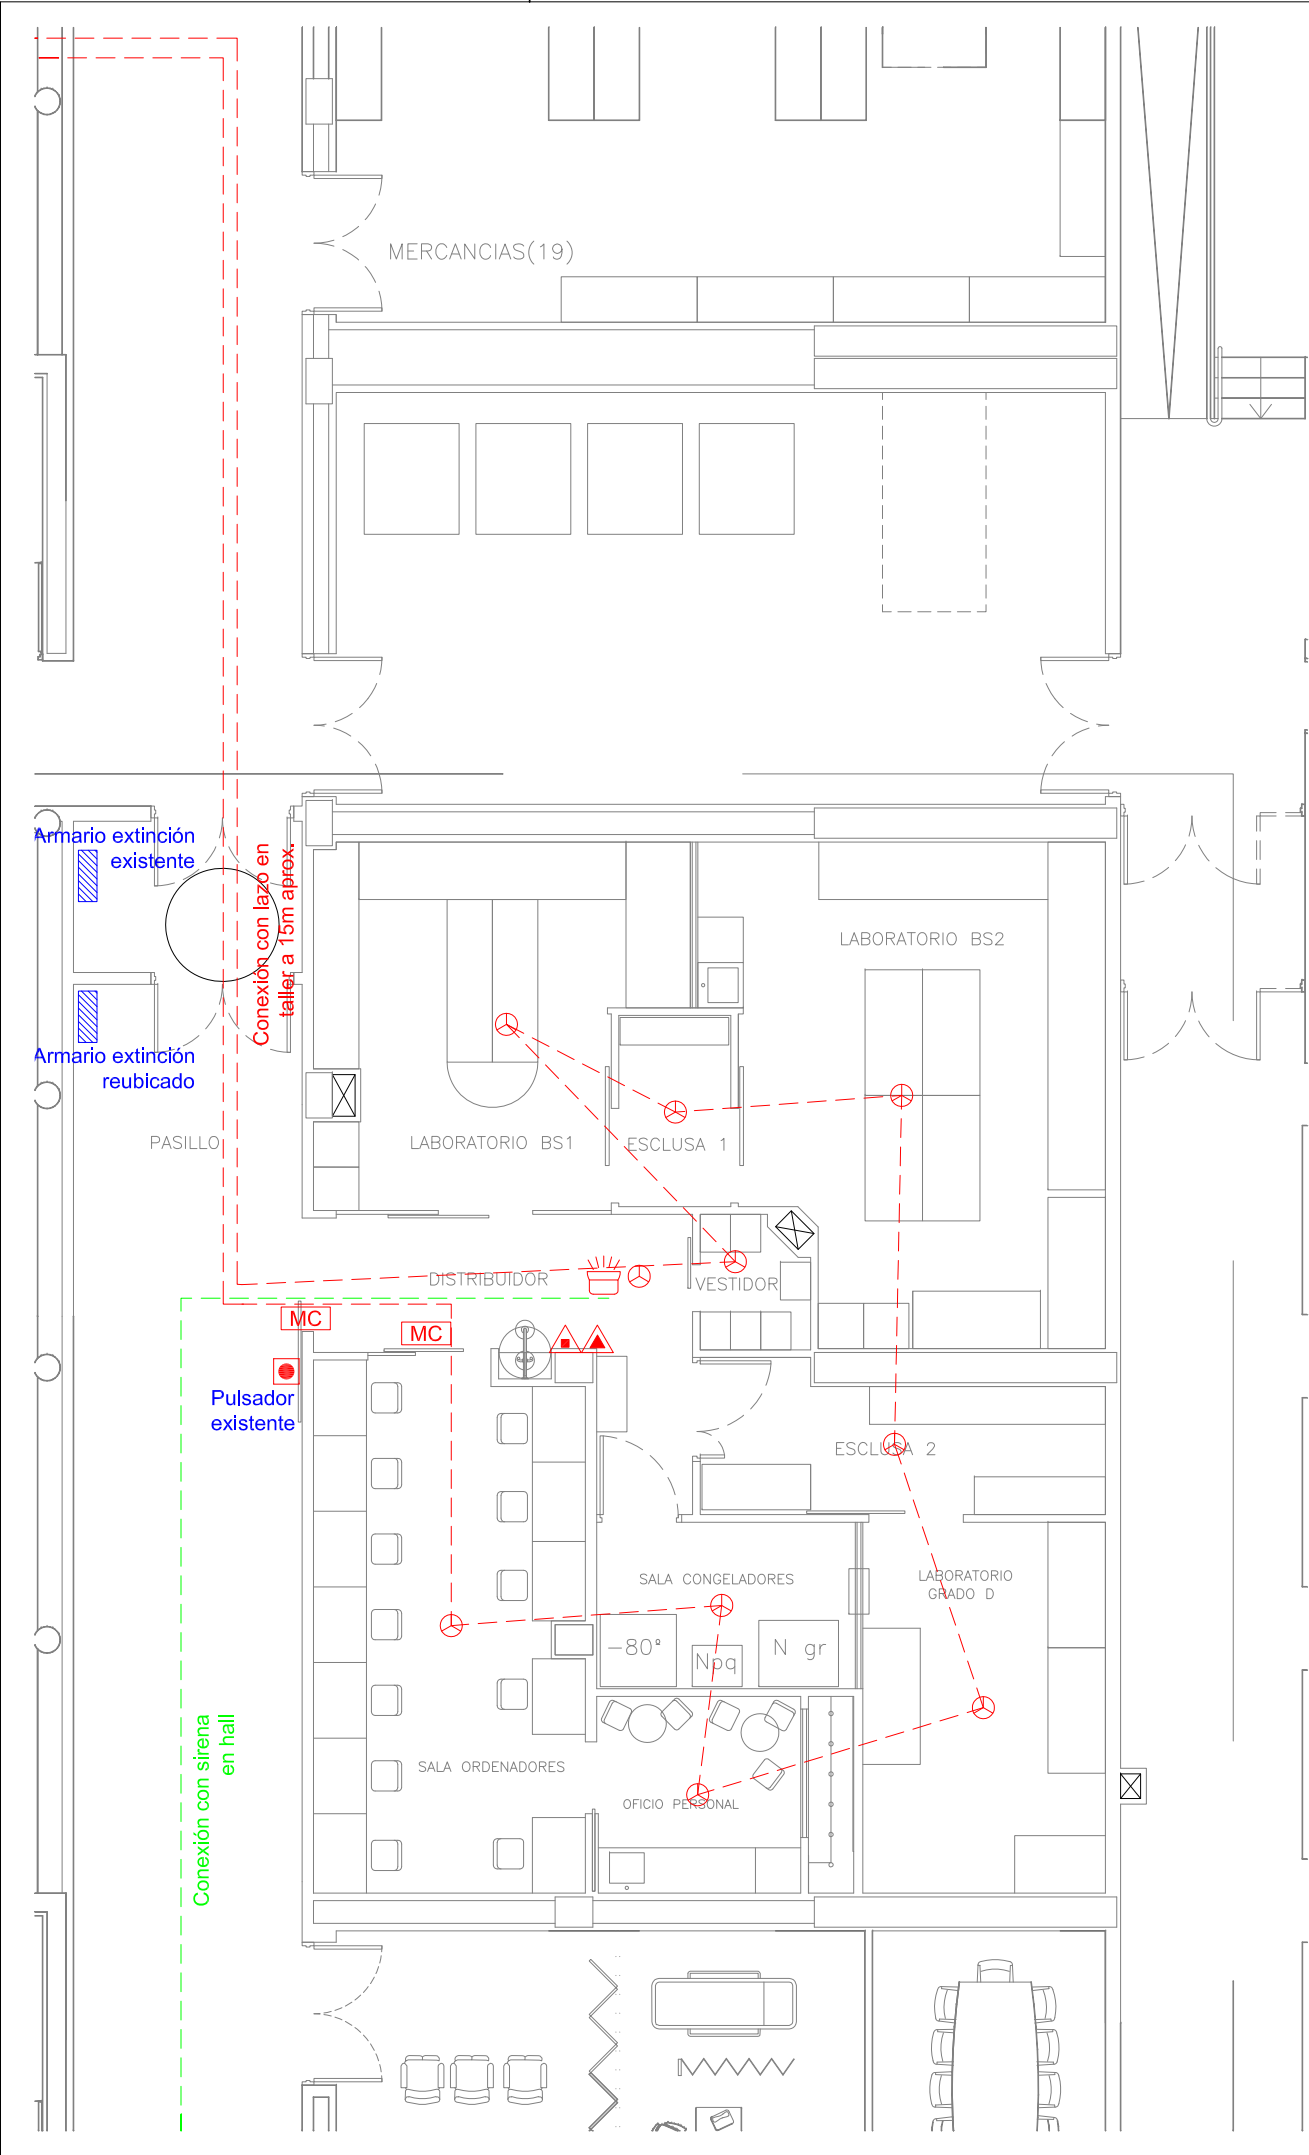 MERCANCIAS(19)
Armario extinción
existente
Conexión con lazo en
taller a 15m aprox.
LABORATORIO BS2
Armario extinción
reubicado
PASILLO
LABORATORIO BS1
ESCLUSA 1
DISTRIBUIDOR
VESTIDOR
MC
MC
Pulsador
existente
ESCLUSA 2
SALA CONGELADORES
LABORATORIO
GRADO D
-80º
Npq
N gr
Conexión con sirena
en hall
SALA ORDENADORES
OFICIO PERSONAL